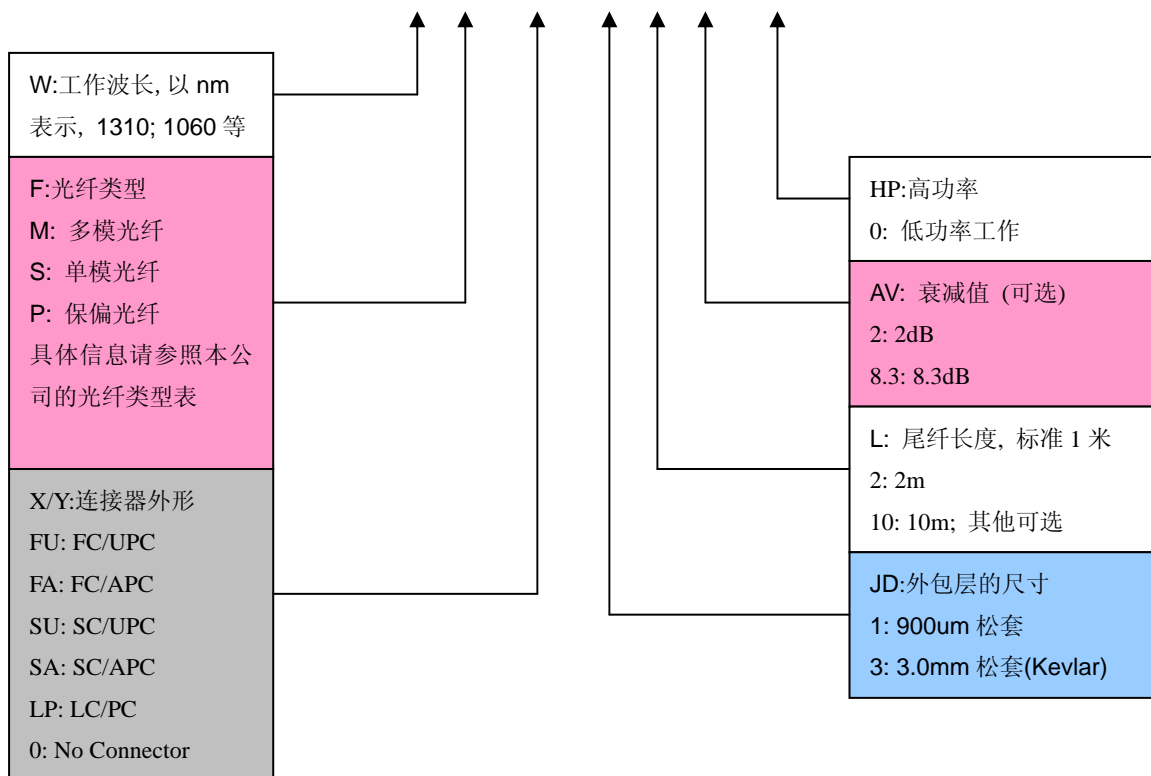 W:工作波长, 以 nm
表示, 1310; 1060 等
F:光纤类型
M: 多模光纤
S: 单模光纤
P: 保偏光纤
具体信息请参照本公
司的光纤类型表
X/Y:连接器外形
FU: FC/UPC
FA: FC/APC
SU: SC/UPC
SA: SC/APC
LP: LC/PC
0: No Connector
HP:高功率
0: 低功率工作
AV: 衰减值 (可选)
2: 2dB
8.3: 8.3dB
L: 尾纤长度, 标准 1 米
2: 2m
10: 10m; 其他可选
JD:外包层的尺寸
1: 900um 松套
3: 3.0mm 松套(Kevlar)